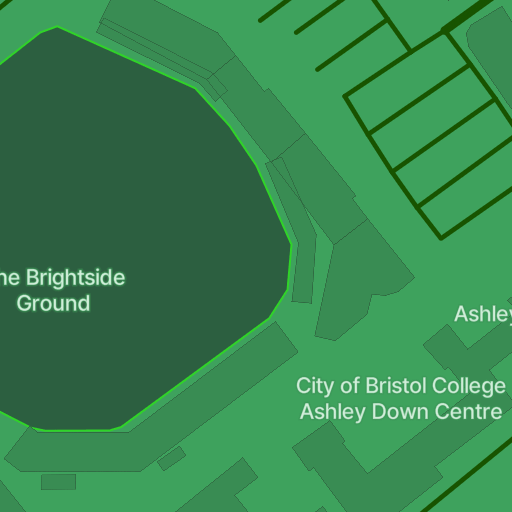 he Brightside
Ground
Ashley
City of Bristol College
Ashley Down Centre